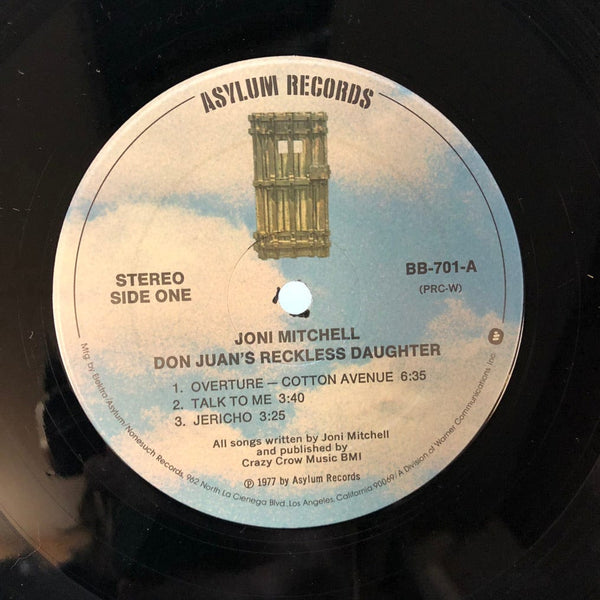 ASYLUM RECORDS
STEREO
SIDE ONE
BB-701-A
(PRC-W)
JONI MITCHELL
DON JUAN'S RECKLESS DAUGHTER
1. OVERTURE — COTTON AVENUE 6:35
2. TALK TO ME 3:40
3. JERICHO 3:25
All songs written by Joni Mitchell
and published by
Crazy Crow Music BMI
℗ 1977 by Asylum Records
Mfg. by Elektra/Asylum/Nonesuch Records, 962 North La Cienega Blvd., Los Angeles, California 90069/A Division of Warner Communications Inc.